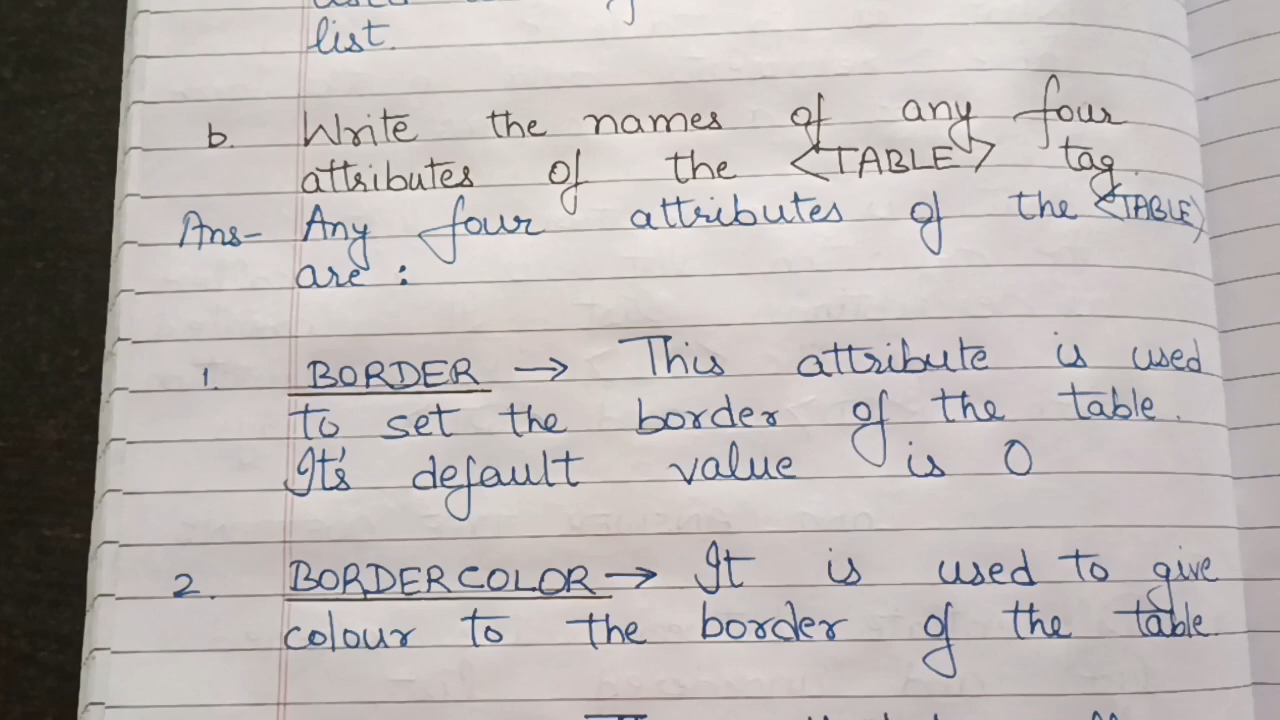 list.
b. Write the names of any four
attributes of the <TABLE> tag.
Ans- Any four attributes of the <TABLE>
are :
1. BORDER → This attribute is used
to set the border of the table.
It's default value is 0
2. BORDERCOLOR → It is used to give
colour to the border of the table